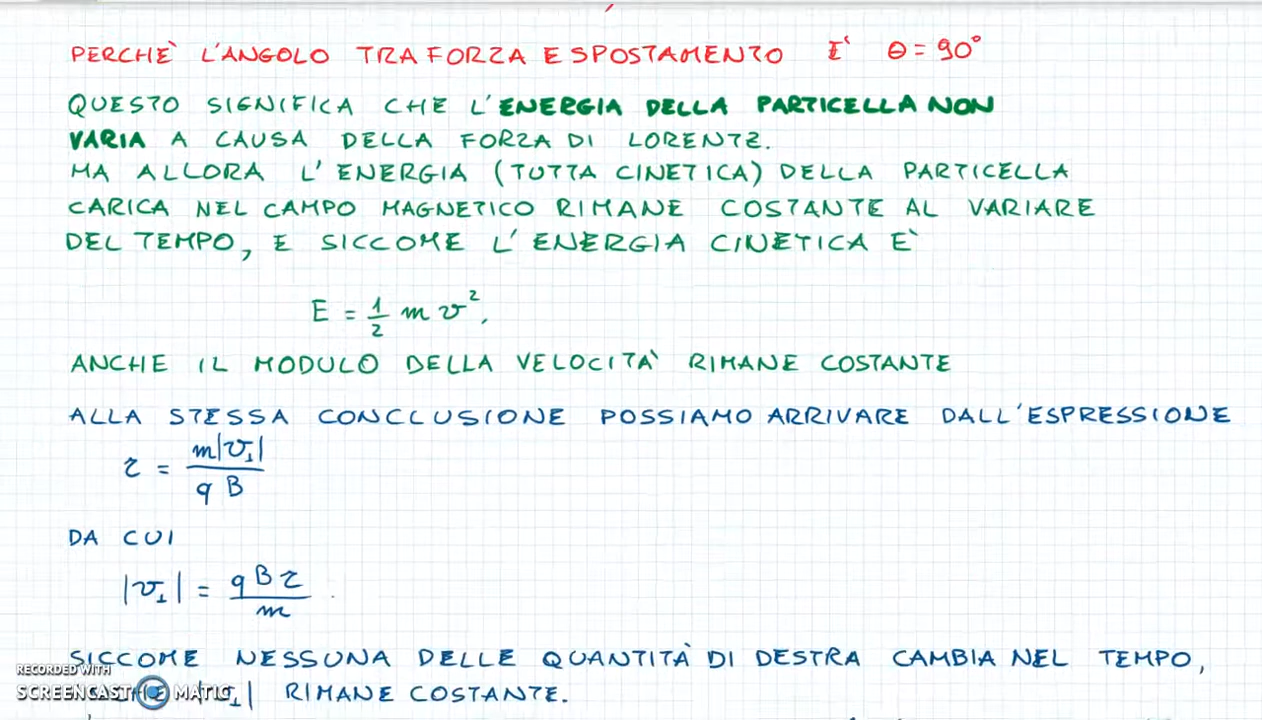 PERCHÈ L'ANGOLO TRA FORZA E SPOSTAMENTO E' θ = 90°
QUESTO SIGNIFICA CHE L'ENERGIA DELLA PARTICELLA NON
VARIA A CAUSA DELLA FORZA DI LORENTZ.
MA ALLORA L'ENERGIA (TUTTA CINETICA) DELLA PARTICELLA
CARICA NEL CAMPO MAGNETICO RIMANE COSTANTE AL VARIARE
DEL TEMPO, E SICCOME L'ENERGIA CINETICA E'
E = 1/2 m v²,
ANCHE IL MODULO DELLA VELOCITA' RIMANE COSTANTE
ALLA STESSA CONCLUSIONE POSSIAMO ARRIVARE DALL'ESPRESSIONE
r = m|v⊥| / q B
DA CUI
|v⊥| = q B r / m .
SICCOME NESSUNA DELLE QUANTITÀ DI DESTRA CAMBIA NEL TEMPO,
|v⊥| RIMANE COSTANTE.
RECORDED WITH
SCREENCAST-O-MATIC